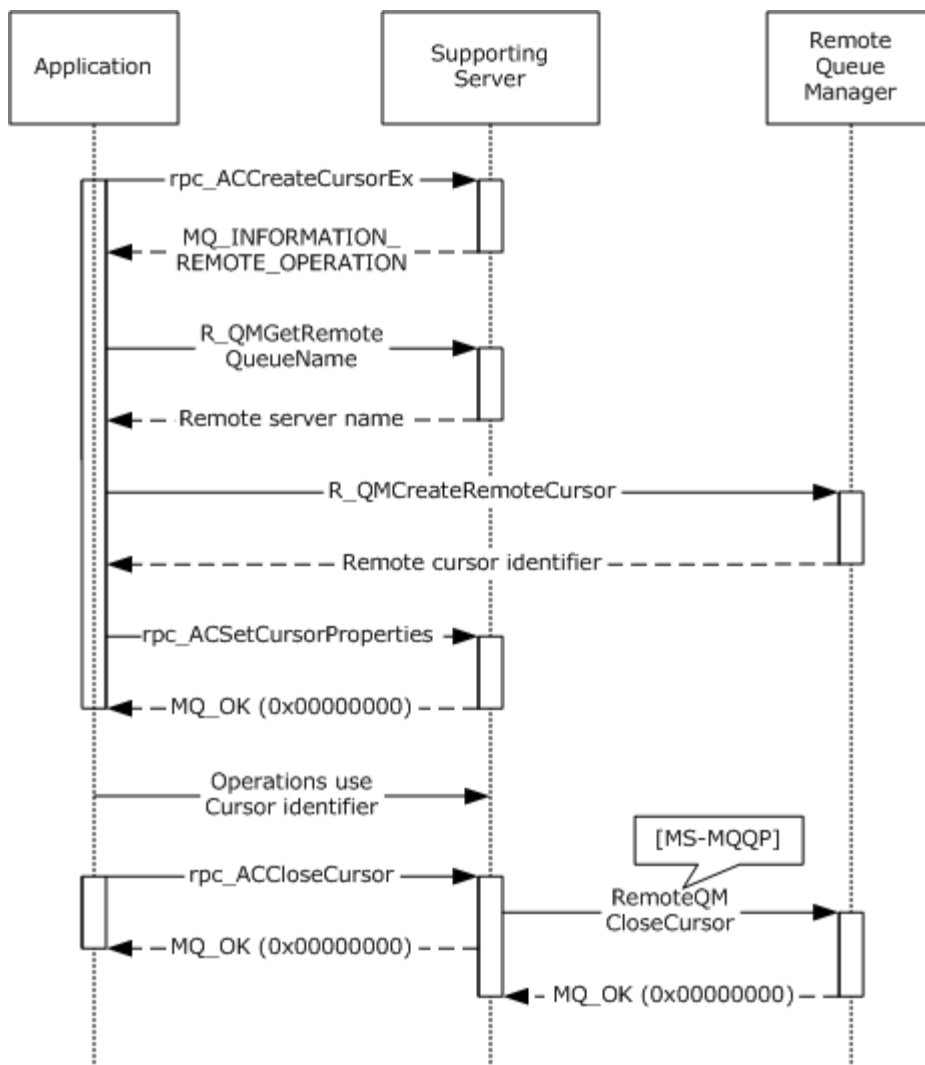 Application
Supporting
Server
Remote
Queue
Manager
rpc_ACCreateCursorEx
MQ_INFORMATION_
REMOTE_OPERATION
R_QMGetRemote
QueueName
Remote server name
R_QMCreateRemoteCursor
Remote cursor identifier
rpc_ACSetCursorProperties
MQ_OK (0x00000000)
Operations use
Cursor identifier
[MS-MQQP]
rpc_ACCloseCursor
RemoteQM
CloseCursor
MQ_OK (0x00000000)
MQ_OK (0x00000000)